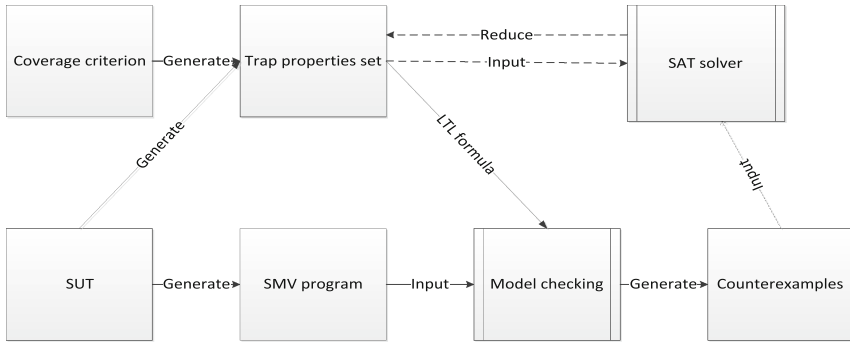 Reduce
Coverage criterion
Generate
Trap properties set
Input
SAT solver
Generate
LTL formula
Input
SUT
Generate
SMV program
Input
Model checking
Generate
Counterexamples